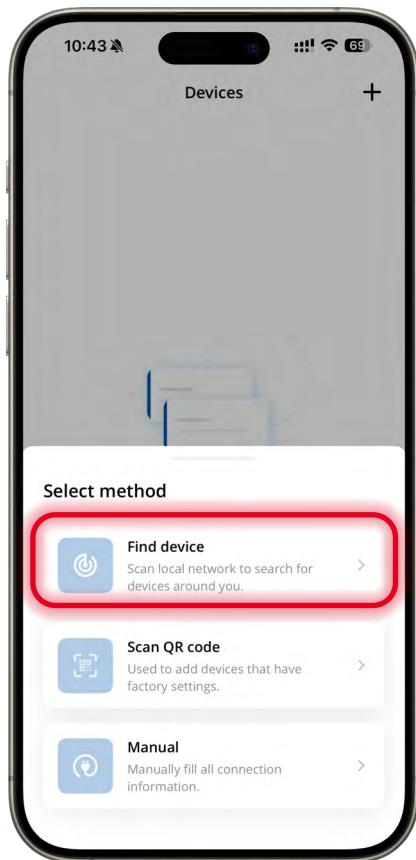 10:43
69
Devices
+
Select method
Find device
Scan local network to search for
devices around you.
Scan QR code
Used to add devices that have
factory settings.
Manual
Manually fill all connection
information.